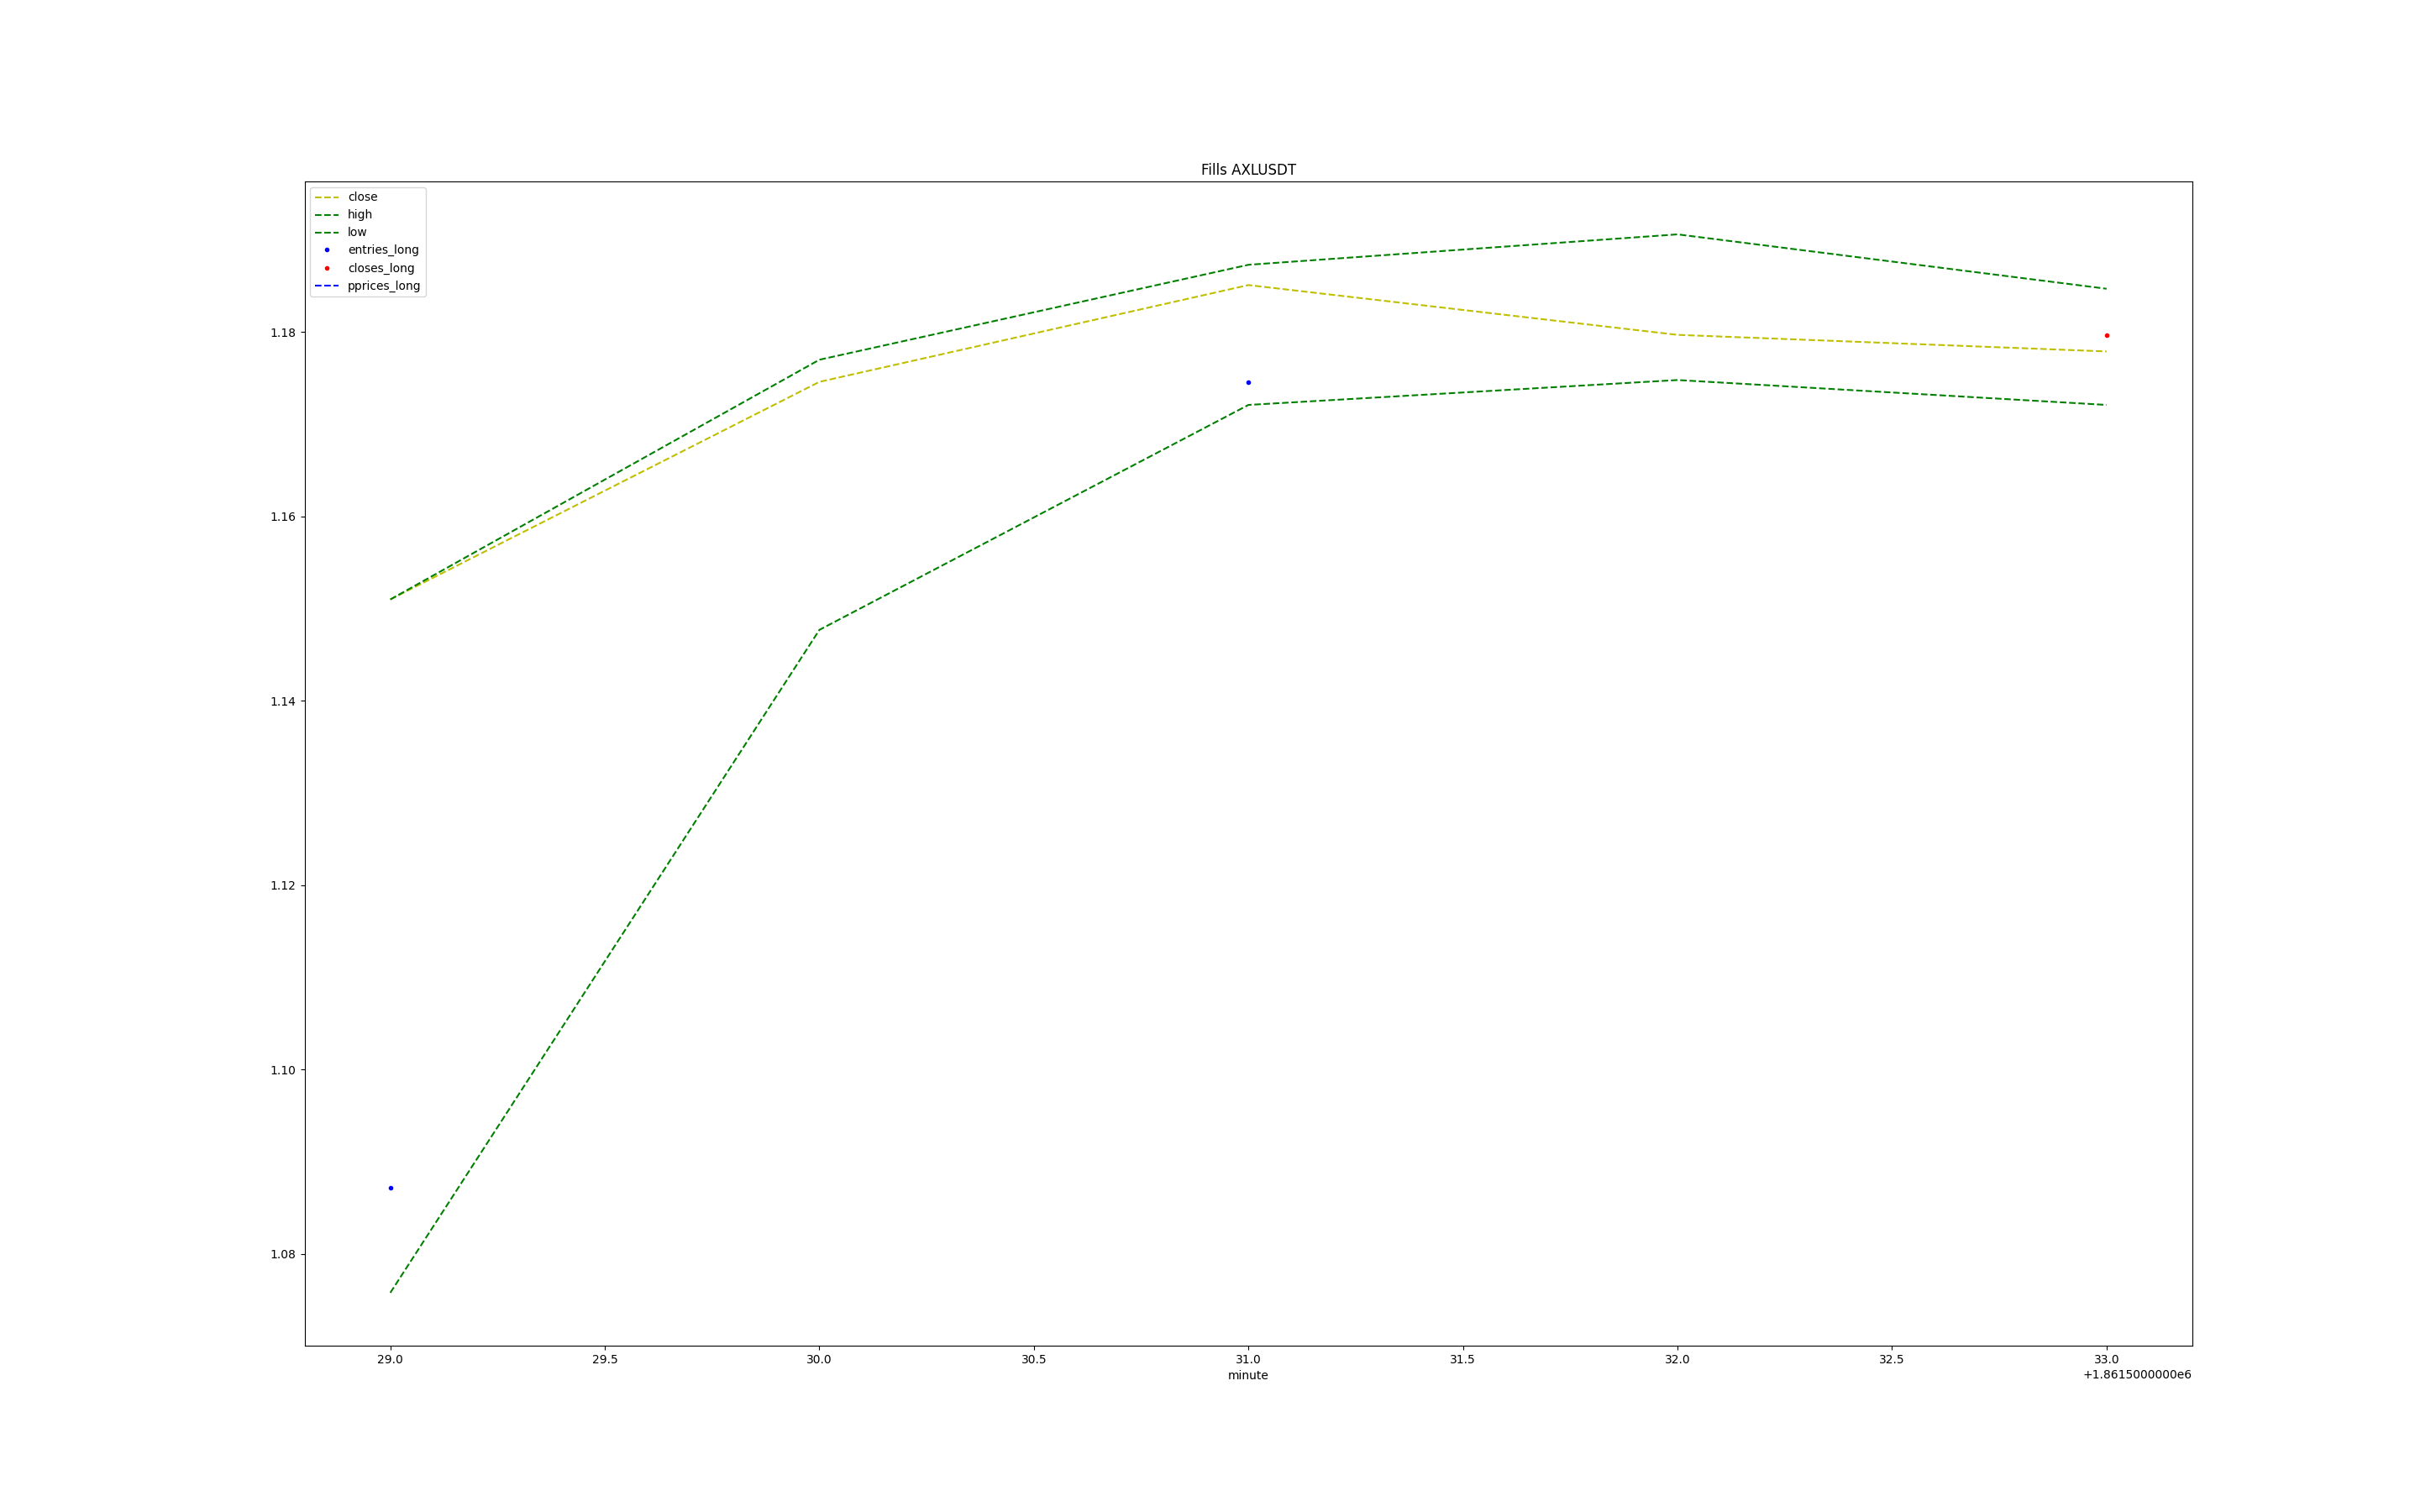 Fills AXLUSDT
close
high
low
entries_long
closes_long
pprices_long
1.18
1.16
1.14
1.12
1.10
1.08
29.0 29.5 30.0 30.5 31.0 31.5 32.0 32.5 33.0
minute
+1.8615000000e6